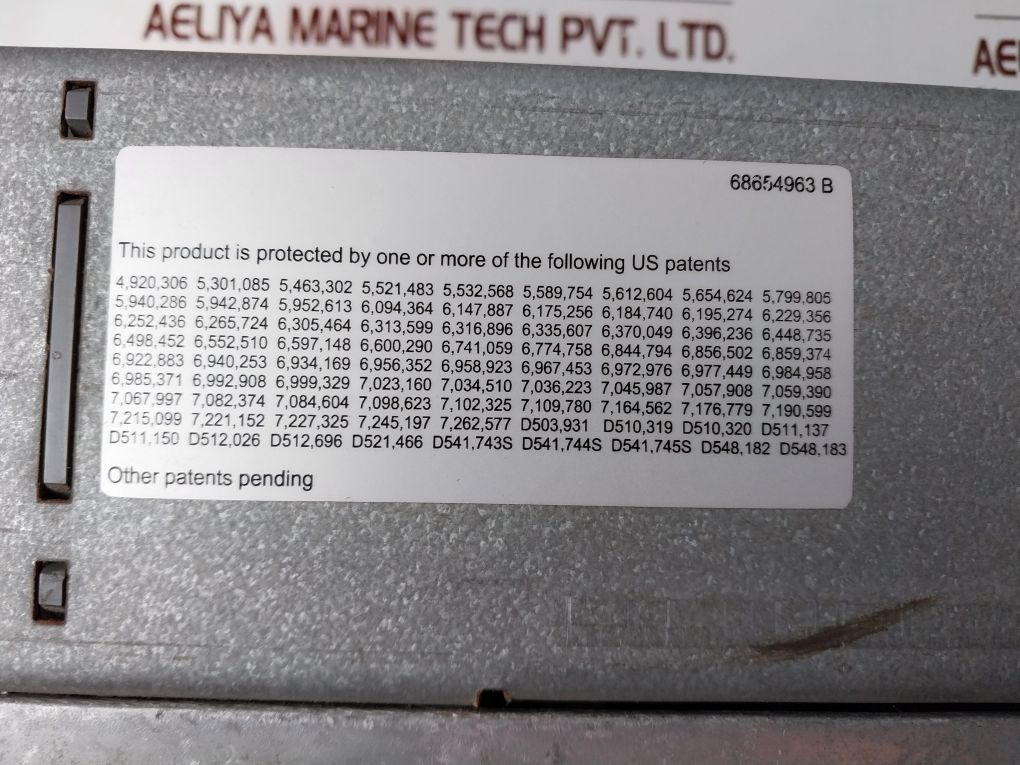 AELIYA MARINE TECH PVT. LTD.
AEL
68654963 B
This product is protected by one or more of the following US patents
4,920,306 5,301,085 5,463,302 5,521,483 5,532,568 5,589,754 5,612,604 5,654,624 5,799,805
5,940,286 5,942,874 5,952,613 6,094,364 6,147,887 6,175,256 6,184,740 6,195,274 6,229,356
6,252,436 6,265,724 6,305,464 6,313,599 6,316,896 6,335,607 6,370,049 6,396,236 6,448,735
6,498,452 6,552,510 6,597,148 6,600,290 6,741,059 6,774,758 6,844,794 6,856,502 6,859,374
6,922,883 6,940,253 6,934,169 6,956,352 6,958,923 6,967,453 6,972,976 6,977,449 6,984,958
6,985,371 6,992,908 6,999,329 7,023,160 7,034,510 7,036,223 7,045,987 7,057,908 7,059,390
7,067,997 7,082,374 7,084,604 7,098,623 7,102,325 7,109,780 7,164,562 7,176,779 7,190,599
7,215,099 7,221,152 7,227,325 7,245,197 7,262,577 D503,931 D510,319 D510,320 D511,137
D511,150 D512,026 D512,696 D521,466 D541,743S D541,744S D541,745S D548,182 D548,183
Other patents pending